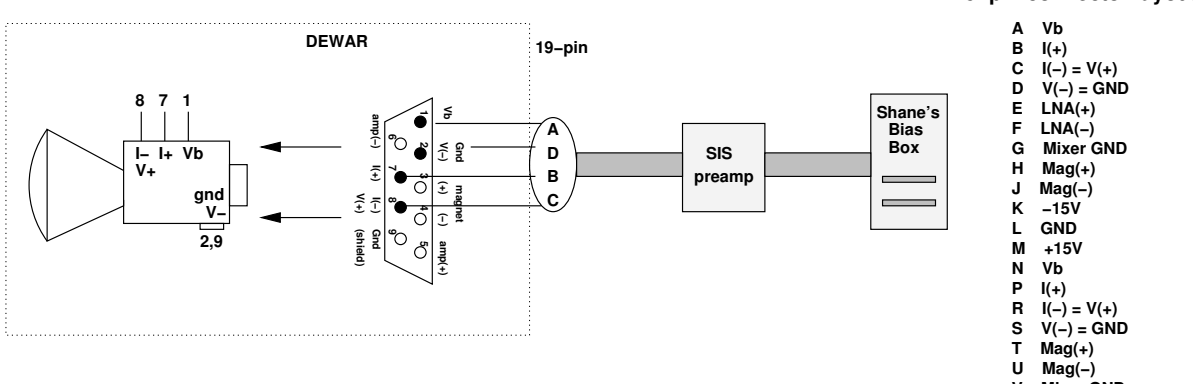 DEWAR
19−pin
8 7 1
I− I+ Vb
V+
gnd
V−
2,9
amp(−)
I(+)
I(−)
V(+)
Gnd
(shield)
1
2
3
4
5
6
7
8
9
Vb
Gnd
V(−)
magnet
(+)
(−)
amp(+)
A
D
B
C
SIS
preamp
Shane's
Bias
Box
A Vb
B I(+)
C I(−) = V(+)
D V(−) = GND
E LNA(+)
F LNA(−)
G Mixer GND
H Mag(+)
J Mag(−)
K −15V
L GND
M +15V
N Vb
P I(+)
R I(−) = V(+)
S V(−) = GND
T Mag(+)
U Mag(−)